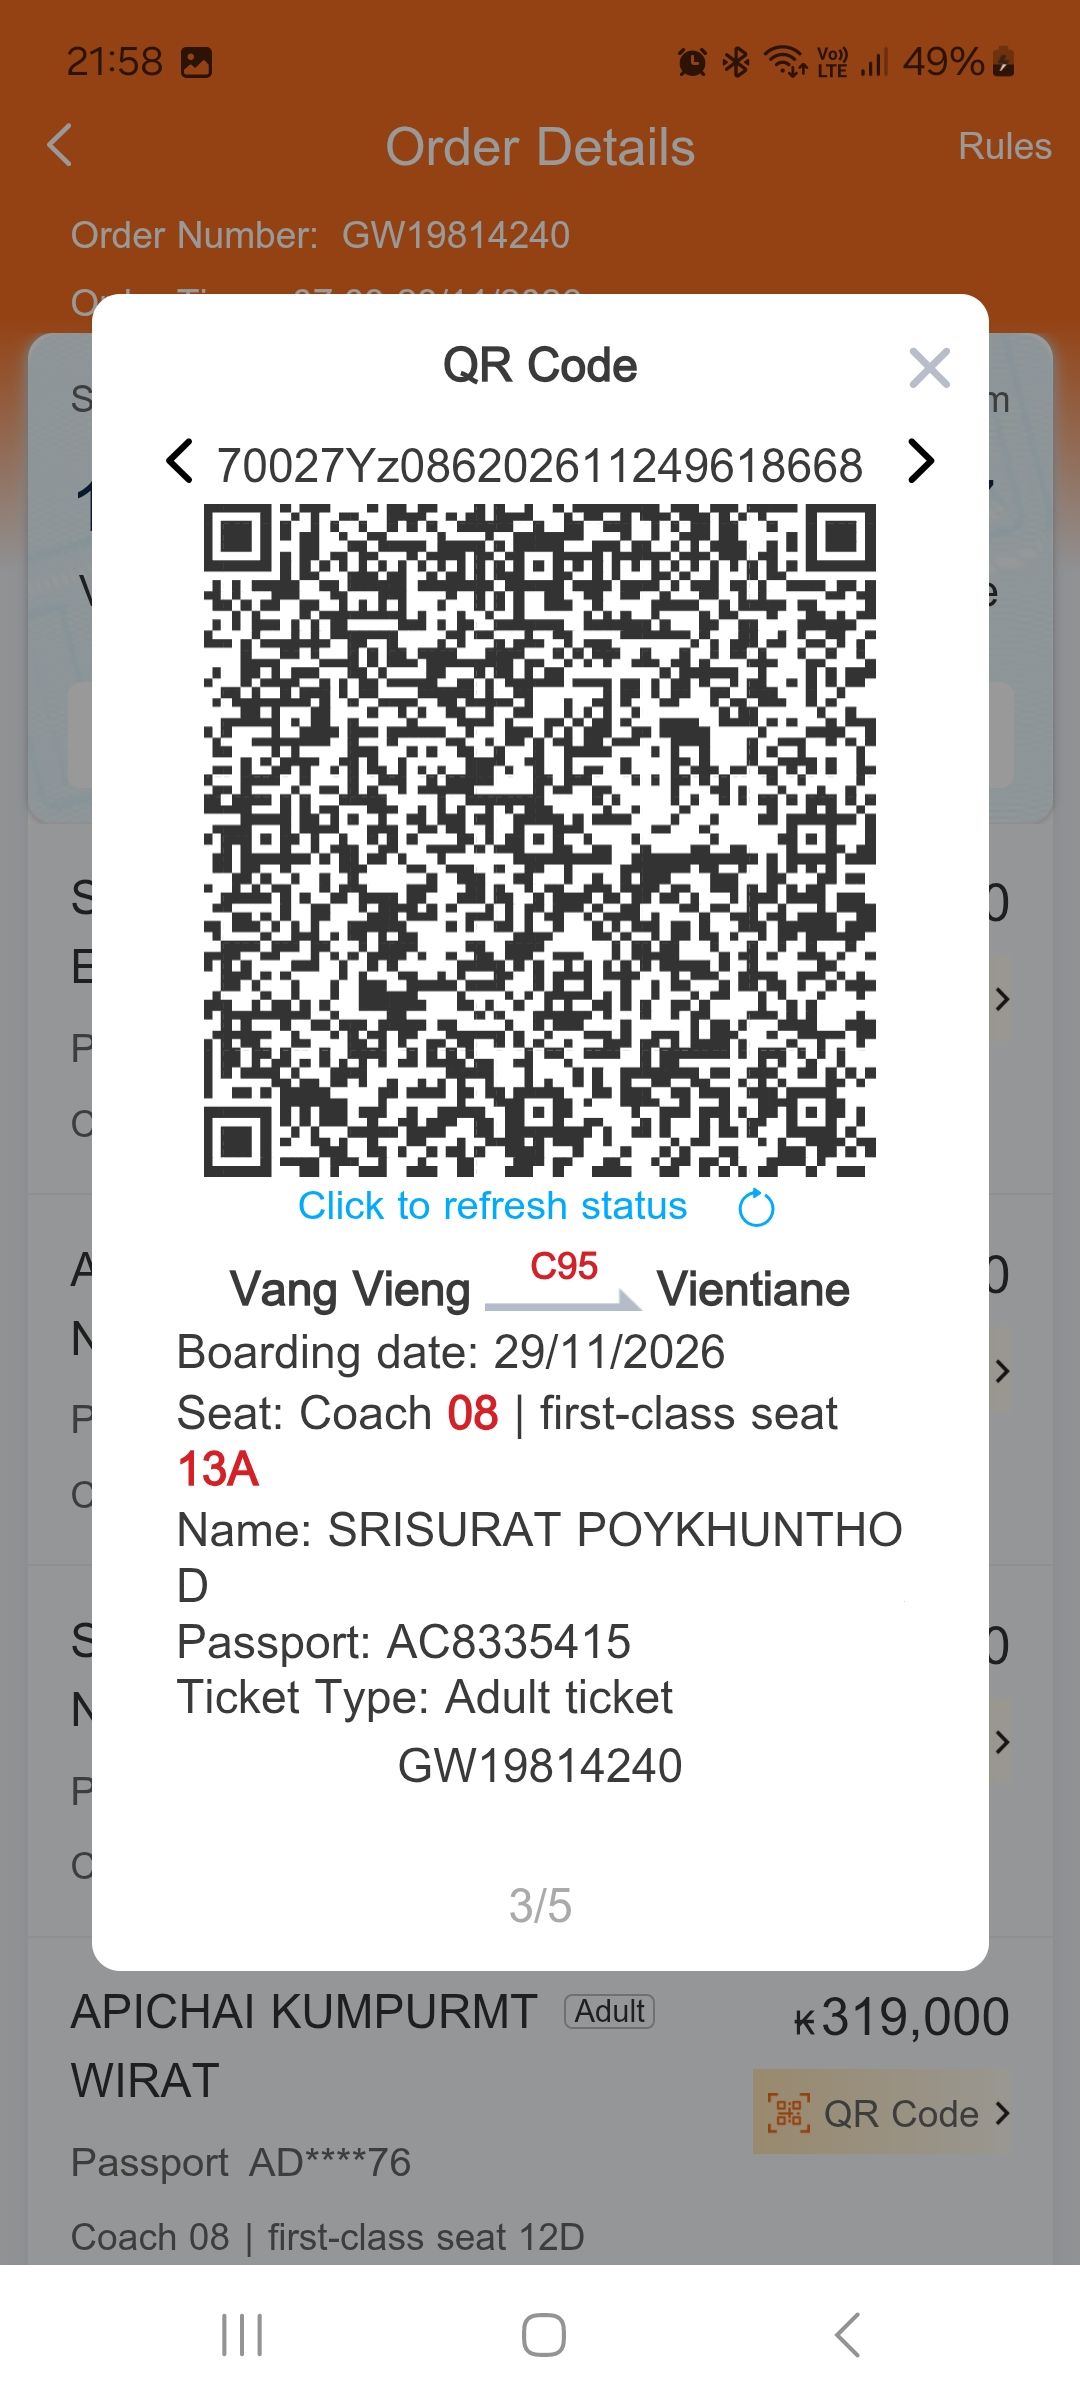 21:58
Vo)) LTE
49%
Order Details
Rules
Order Number: GW19814240
QR Code
70027Yz086202611249618668
Click to refresh status
C95
Vang Vieng
Vientiane
Boarding date: 29/11/2026
Seat: Coach 08 | first-class seat
13A
Name: SRISURAT POYKHUNTHO
D
Passport: AC8335415
Ticket Type: Adult ticket
GW19814240
3/5
APICHAI KUMPURMT
WIRAT
Adult
₭319,000
QR Code
Passport AD****76
Coach 08 | first-class seat 12D